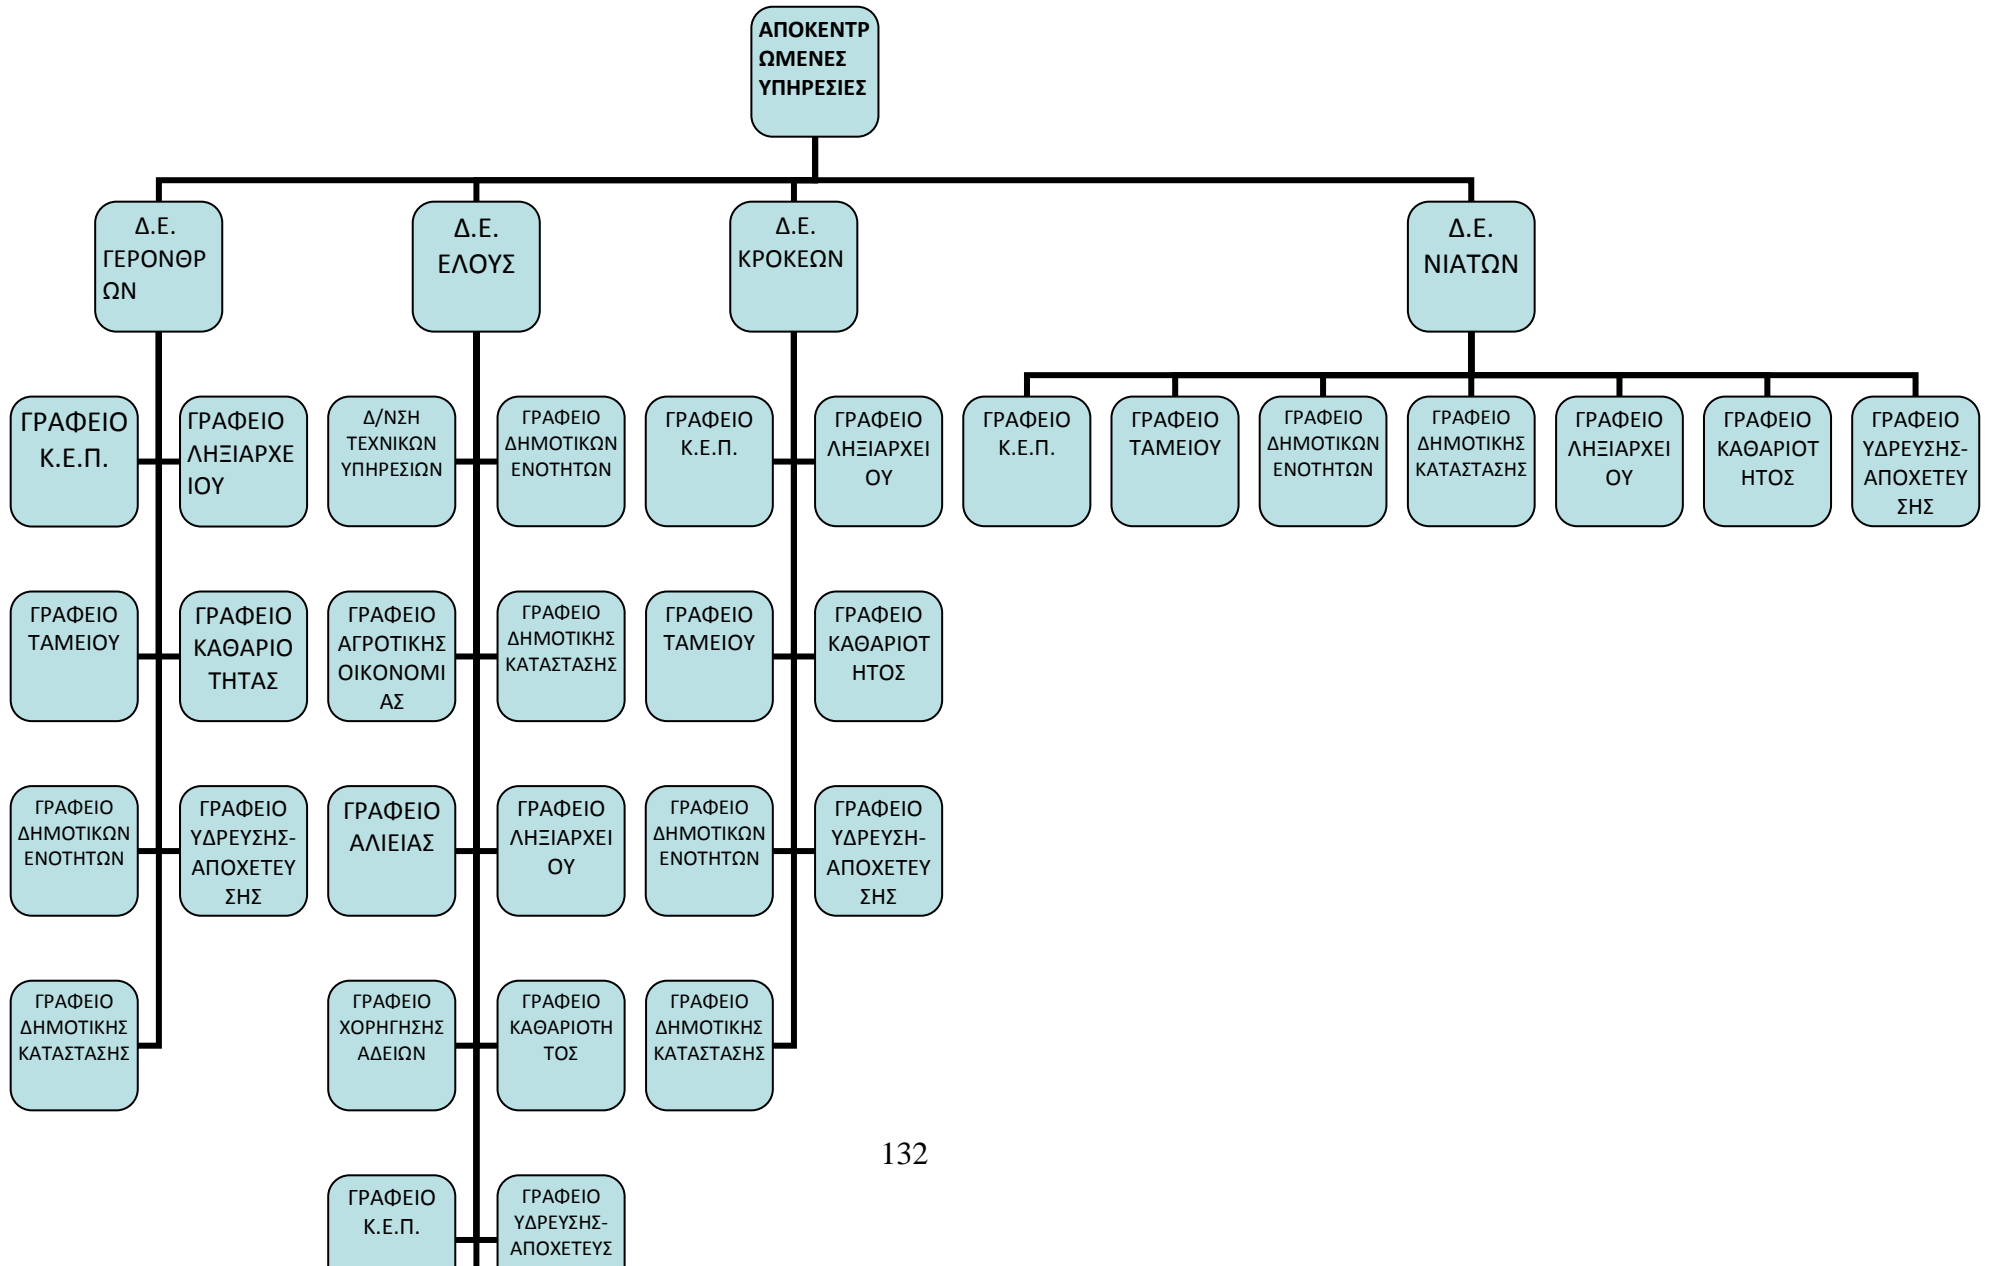 ΑΠΟΚΕΝΤΡ
ΩΜΕΝΕΣ
ΥΠΗΡΕΣΙΕΣ
Δ.Ε.
ΓΕΡΟΝΘΡ
ΩΝ
Δ.Ε.
ΕΛΟΥΣ
Δ.Ε.
ΚΡΟΚΕΩΝ
Δ.Ε.
ΝΙΑΤΩΝ
ΓΡΑΦΕΙΟ
Κ.Ε.Π.
ΓΡΑΦΕΙΟ
ΛΗΞΙΑΡΧΕ
ΙΟΥ
Δ/ΝΣΗ
ΤΕΧΝΙΚΩΝ
ΥΠΗΡΕΣΙΩΝ
ΓΡΑΦΕΙΟ
ΔΗΜΟΤΙΚΩΝ
ΕΝΟΤΗΤΩΝ
ΓΡΑΦΕΙΟ
Κ.Ε.Π.
ΓΡΑΦΕΙΟ
ΛΗΞΙΑΡΧΕΙ
ΟΥ
ΓΡΑΦΕΙΟ
Κ.Ε.Π.
ΓΡΑΦΕΙΟ
ΤΑΜΕΙΟΥ
ΓΡΑΦΕΙΟ
ΔΗΜΟΤΙΚΩΝ
ΕΝΟΤΗΤΩΝ
ΓΡΑΦΕΙΟ
ΔΗΜΟΤΙΚΗΣ
ΚΑΤΑΣΤΑΣΗΣ
ΓΡΑΦΕΙΟ
ΛΗΞΙΑΡΧΕΙ
ΟΥ
ΓΡΑΦΕΙΟ
ΚΑΘΑΡΙΟΤ
ΗΤΟΣ
ΓΡΑΦΕΙΟ
ΥΔΡΕΥΣΗΣ-
ΑΠΟΧΕΤΕΥ
ΣΗΣ
ΓΡΑΦΕΙΟ
ΤΑΜΕΙΟΥ
ΓΡΑΦΕΙΟ
ΚΑΘΑΡΙΟ
ΤΗΤΑΣ
ΓΡΑΦΕΙΟ
ΑΓΡΟΤΙΚΗΣ
ΟΙΚΟΝΟΜΙ
ΑΣ
ΓΡΑΦΕΙΟ
ΔΗΜΟΤΙΚΗΣ
ΚΑΤΑΣΤΑΣΗΣ
ΓΡΑΦΕΙΟ
ΤΑΜΕΙΟΥ
ΓΡΑΦΕΙΟ
ΚΑΘΑΡΙΟΤ
ΗΤΟΣ
ΓΡΑΦΕΙΟ
ΔΗΜΟΤΙΚΩΝ
ΕΝΟΤΗΤΩΝ
ΓΡΑΦΕΙΟ
ΥΔΡΕΥΣΗΣ-
ΑΠΟΧΕΤΕΥ
ΣΗΣ
ΓΡΑΦΕΙΟ
ΑΛΙΕΙΑΣ
ΓΡΑΦΕΙΟ
ΛΗΞΙΑΡΧΕΙ
ΟΥ
ΓΡΑΦΕΙΟ
ΔΗΜΟΤΙΚΩΝ
ΕΝΟΤΗΤΩΝ
ΓΡΑΦΕΙΟ
ΥΔΡΕΥΣΗ-
ΑΠΟΧΕΤΕΥ
ΣΗΣ
ΓΡΑΦΕΙΟ
ΔΗΜΟΤΙΚΗΣ
ΚΑΤΑΣΤΑΣΗΣ
ΓΡΑΦΕΙΟ
ΧΟΡΗΓΗΣΗΣ
ΑΔΕΙΩΝ
ΓΡΑΦΕΙΟ
ΚΑΘΑΡΙΟΤΗ
ΤΟΣ
ΓΡΑΦΕΙΟ
ΔΗΜΟΤΙΚΗΣ
ΚΑΤΑΣΤΑΣΗΣ
132
ΓΡΑΦΕΙΟ
Κ.Ε.Π.
ΓΡΑΦΕΙΟ
ΥΔΡΕΥΣΗΣ-
ΑΠΟΧΕΤΕΥΣ